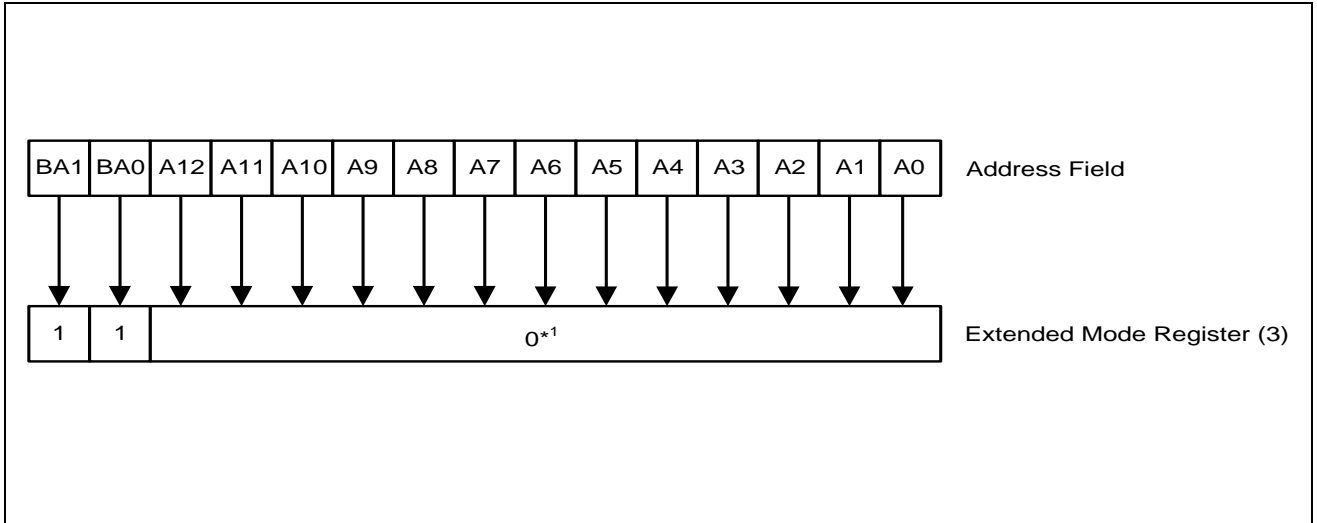 BA1 BA0 A12 A11 A10 A9 A8 A7 A6 A5 A4 A3 A2 A1 A0 Address Field
1 1 0*1 Extended Mode Register (3)